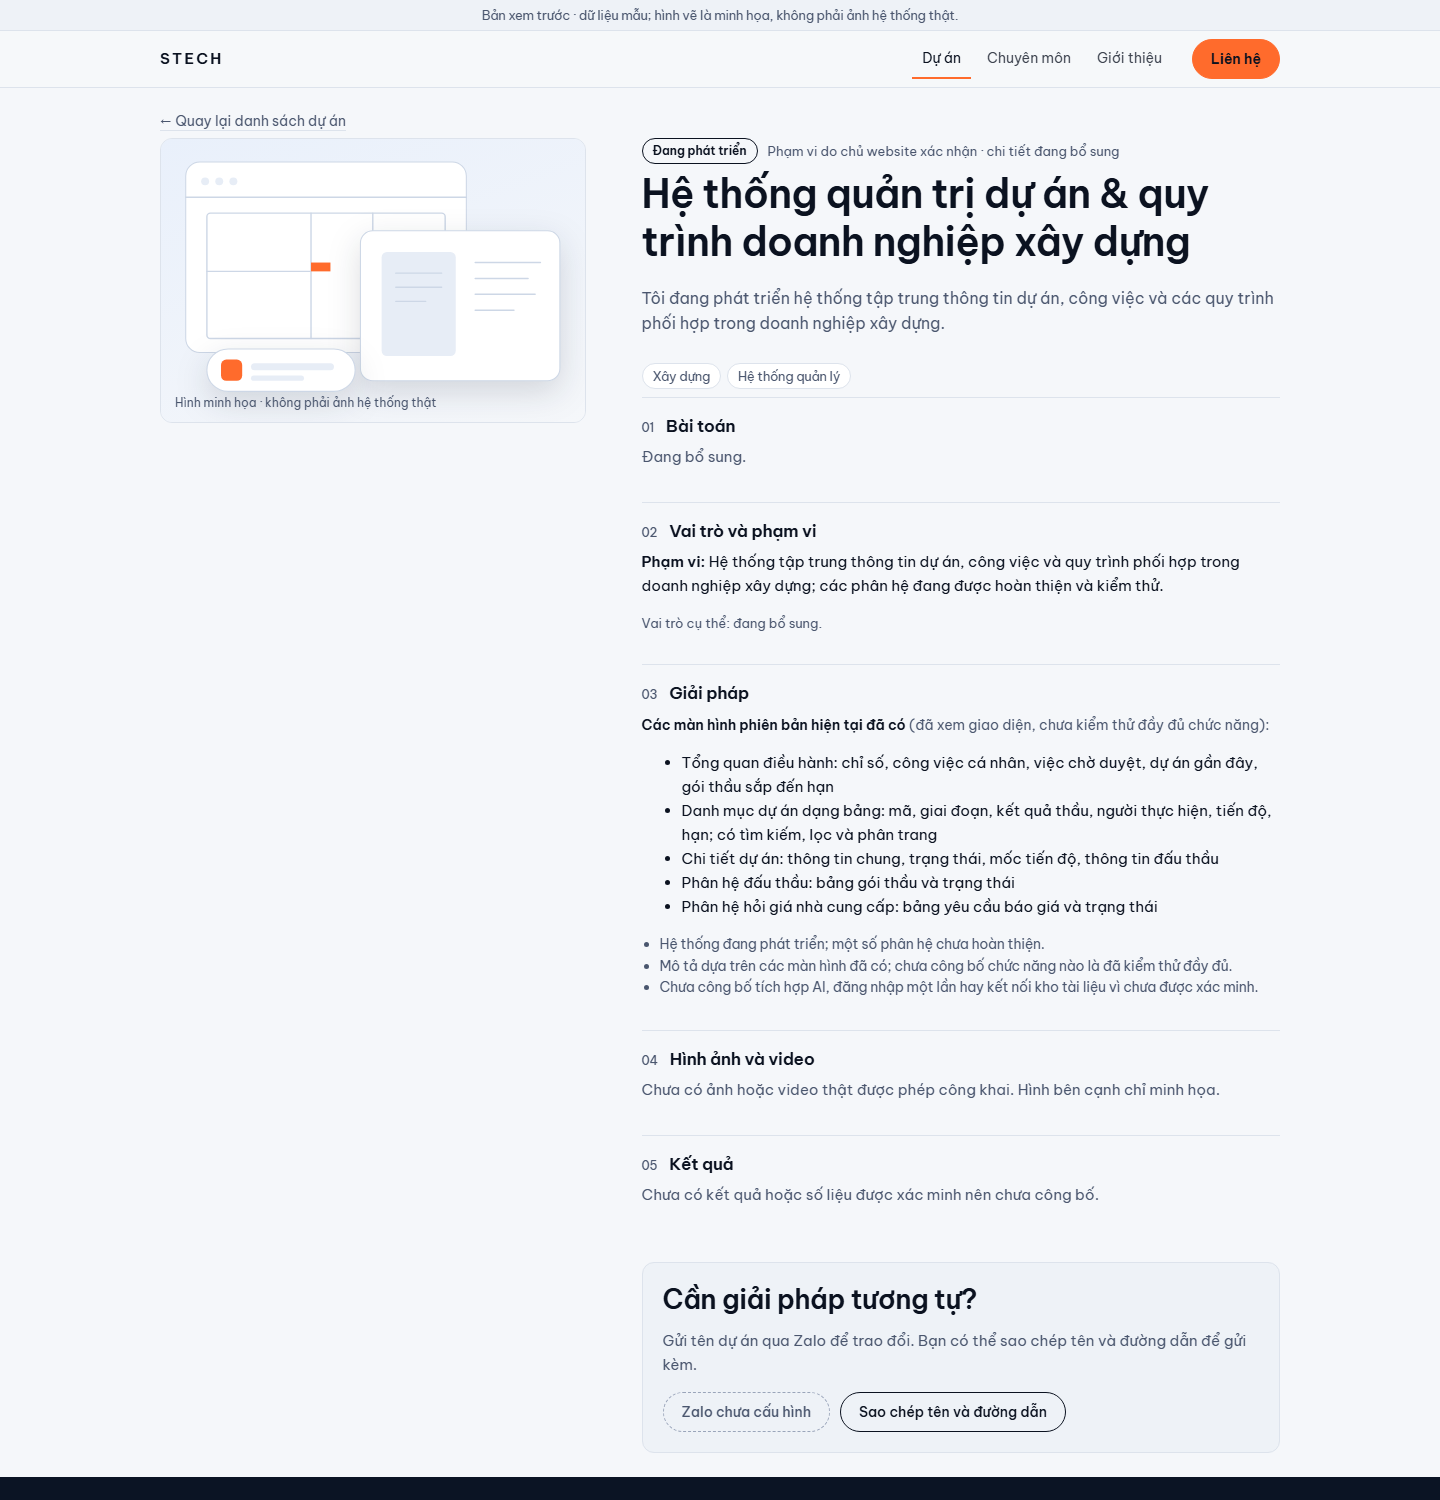 Bản xem trước · dữ liệu mẫu; hình vẽ là minh họa, không phải ảnh hệ thống thật.
STECH
Dự án
Chuyên môn
Giới thiệu
Liên hệ
← Quay lại danh sách dự án
Hình minh họa · không phải ảnh hệ thống thật
Đang phát triển
Phạm vi do chủ website xác nhận · chi tiết đang bổ sung
Hệ thống quản trị dự án & quy
trình doanh nghiệp xây dựng
Tôi đang phát triển hệ thống tập trung thông tin dự án, công việc và các quy trình
phối hợp trong doanh nghiệp xây dựng.
Xây dựng
Hệ thống quản lý
01 Bài toán
Đang bổ sung.
02 Vai trò và phạm vi
Phạm vi: Hệ thống tập trung thông tin dự án, công việc và quy trình phối hợp trong
doanh nghiệp xây dựng; các phân hệ đang được hoàn thiện và kiểm thử.
Vai trò cụ thể: đang bổ sung.
03 Giải pháp
Các màn hình phiên bản hiện tại đã có (đã xem giao diện, chưa kiểm thử đầy đủ chức năng):
• Tổng quan điều hành: chỉ số, công việc cá nhân, việc chờ duyệt, dự án gần đây,
gói thầu sắp đến hạn
• Danh mục dự án dạng bảng: mã, giai đoạn, kết quả thầu, người thực hiện, tiến độ,
hạn; có tìm kiếm, lọc và phân trang
• Chi tiết dự án: thông tin chung, trạng thái, mốc tiến độ, thông tin đấu thầu
• Phân hệ đấu thầu: bảng gói thầu và trạng thái
• Phân hệ hỏi giá nhà cung cấp: bảng yêu cầu báo giá và trạng thái
• Hệ thống đang phát triển; một số phân hệ chưa hoàn thiện.
• Mô tả dựa trên các màn hình đã có; chưa công bố chức năng nào là đã kiểm thử đầy đủ.
• Chưa công bố tích hợp AI, đăng nhập một lần hay kết nối kho tài liệu vì chưa được xác minh.
04 Hình ảnh và video
Chưa có ảnh hoặc video thật được phép công khai. Hình bên cạnh chỉ minh họa.
05 Kết quả
Chưa có kết quả hoặc số liệu được xác minh nên chưa công bố.
Cần giải pháp tương tự?
Gửi tên dự án qua Zalo để trao đổi. Bạn có thể sao chép tên và đường dẫn để gửi
kèm.
Zalo chưa cấu hình
Sao chép tên và đường dẫn